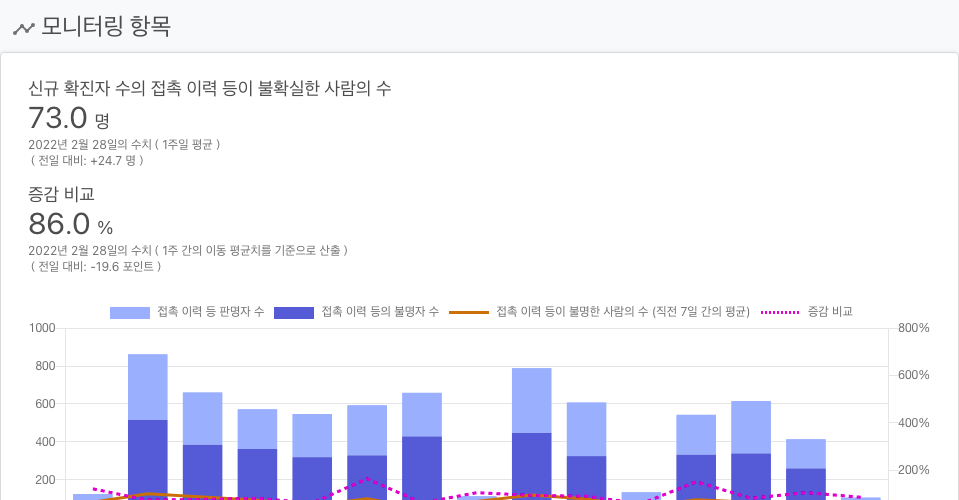 모니터링 항목
신규 확진자 수의 접촉 이력 등이 불확실한 사람의 수
73.0 명
2022년 2월 28일의 수치 ( 1주일 평균 )
( 전일 대비: +24.7 명 )
증감 비교
86.0 %
2022년 2월 28일의 수치 ( 1주 간의 이동 평균치를 기준으로 산출 )
( 전일 대비: -19.6 포인트 )
접촉 이력 등 판명자 수 접촉 이력 등의 불명자 수 접촉 이력 등이 불명한 사람의 수 (직전 7일 간의 평균) 증감 비교
1000 800%
800
600%
600
400%
400
200%
200